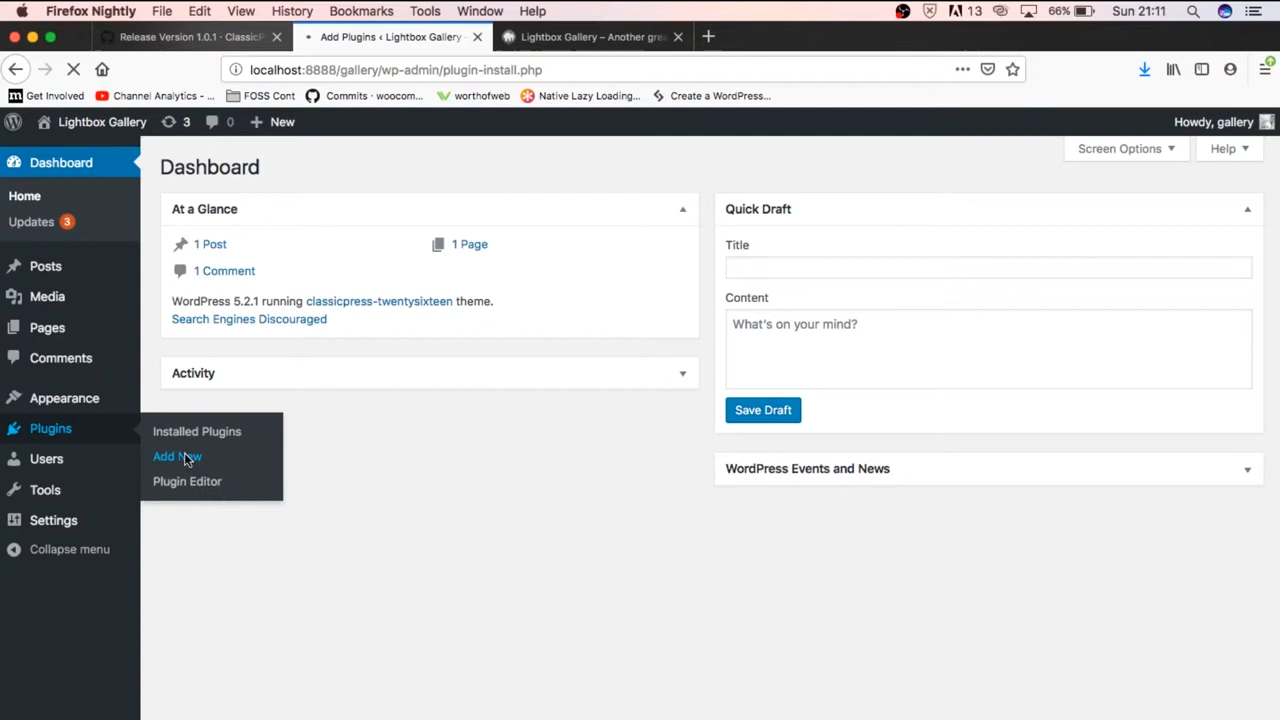 Firefox Nightly File Edit View History Bookmarks Tools Window Help 13 66% Sun 21:11
Release Version 1.0.1 · ClassicP Add Plugins ‹ Lightbox Gallery Lightbox Gallery – Another grea
localhost:8888/gallery/wp-admin/plugin-install.php
Get Involved Channel Analytics - ... FOSS Cont Commits · woocom... worthofweb Native Lazy Loading... Create a WordPress...
Lightbox Gallery 3 0 New Howdy, gallery
Screen Options Help
Dashboard
Home
Updates 3
Posts
Media
Pages
Comments
Appearance
Plugins
Users
Tools
Settings
Collapse menu
Installed Plugins
Add New
Plugin Editor
Dashboard
At a Glance
1 Post 1 Page
1 Comment
WordPress 5.2.1 running classicpress-twentysixteen theme.
Search Engines Discouraged
Activity
Quick Draft
Title
Content
What's on your mind?
Save Draft
WordPress Events and News